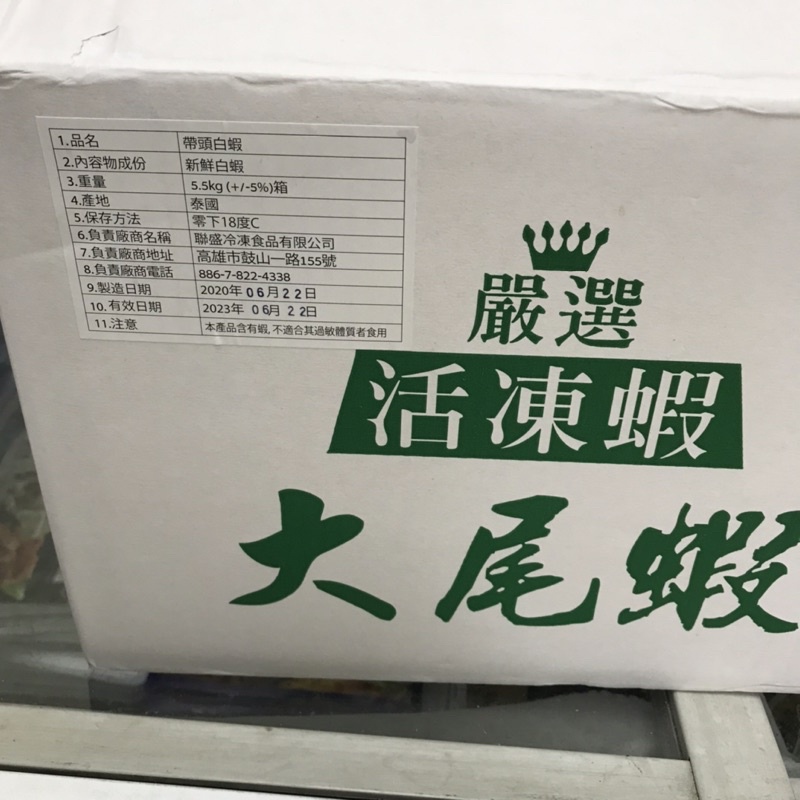 1.品名 帶頭白蝦
2.內容物成份 新鮮白蝦
3.重量 5.5kg (+/-5%)箱
4.產地 泰國
5.保存方法 零下18度C
6.負責廠商名稱 聯盛冷凍食品有限公司
7.負責廠商地址 高雄市鼓山一路155號
8.負責廠商電話 886-7-822-4338
9.製造日期 2020年 06月 22日
10.有效日期 2023年 06月 22日
11.注意 本產品含有蝦, 不適合其過敏體質者食用
嚴選
活凍蝦
大尾蝦